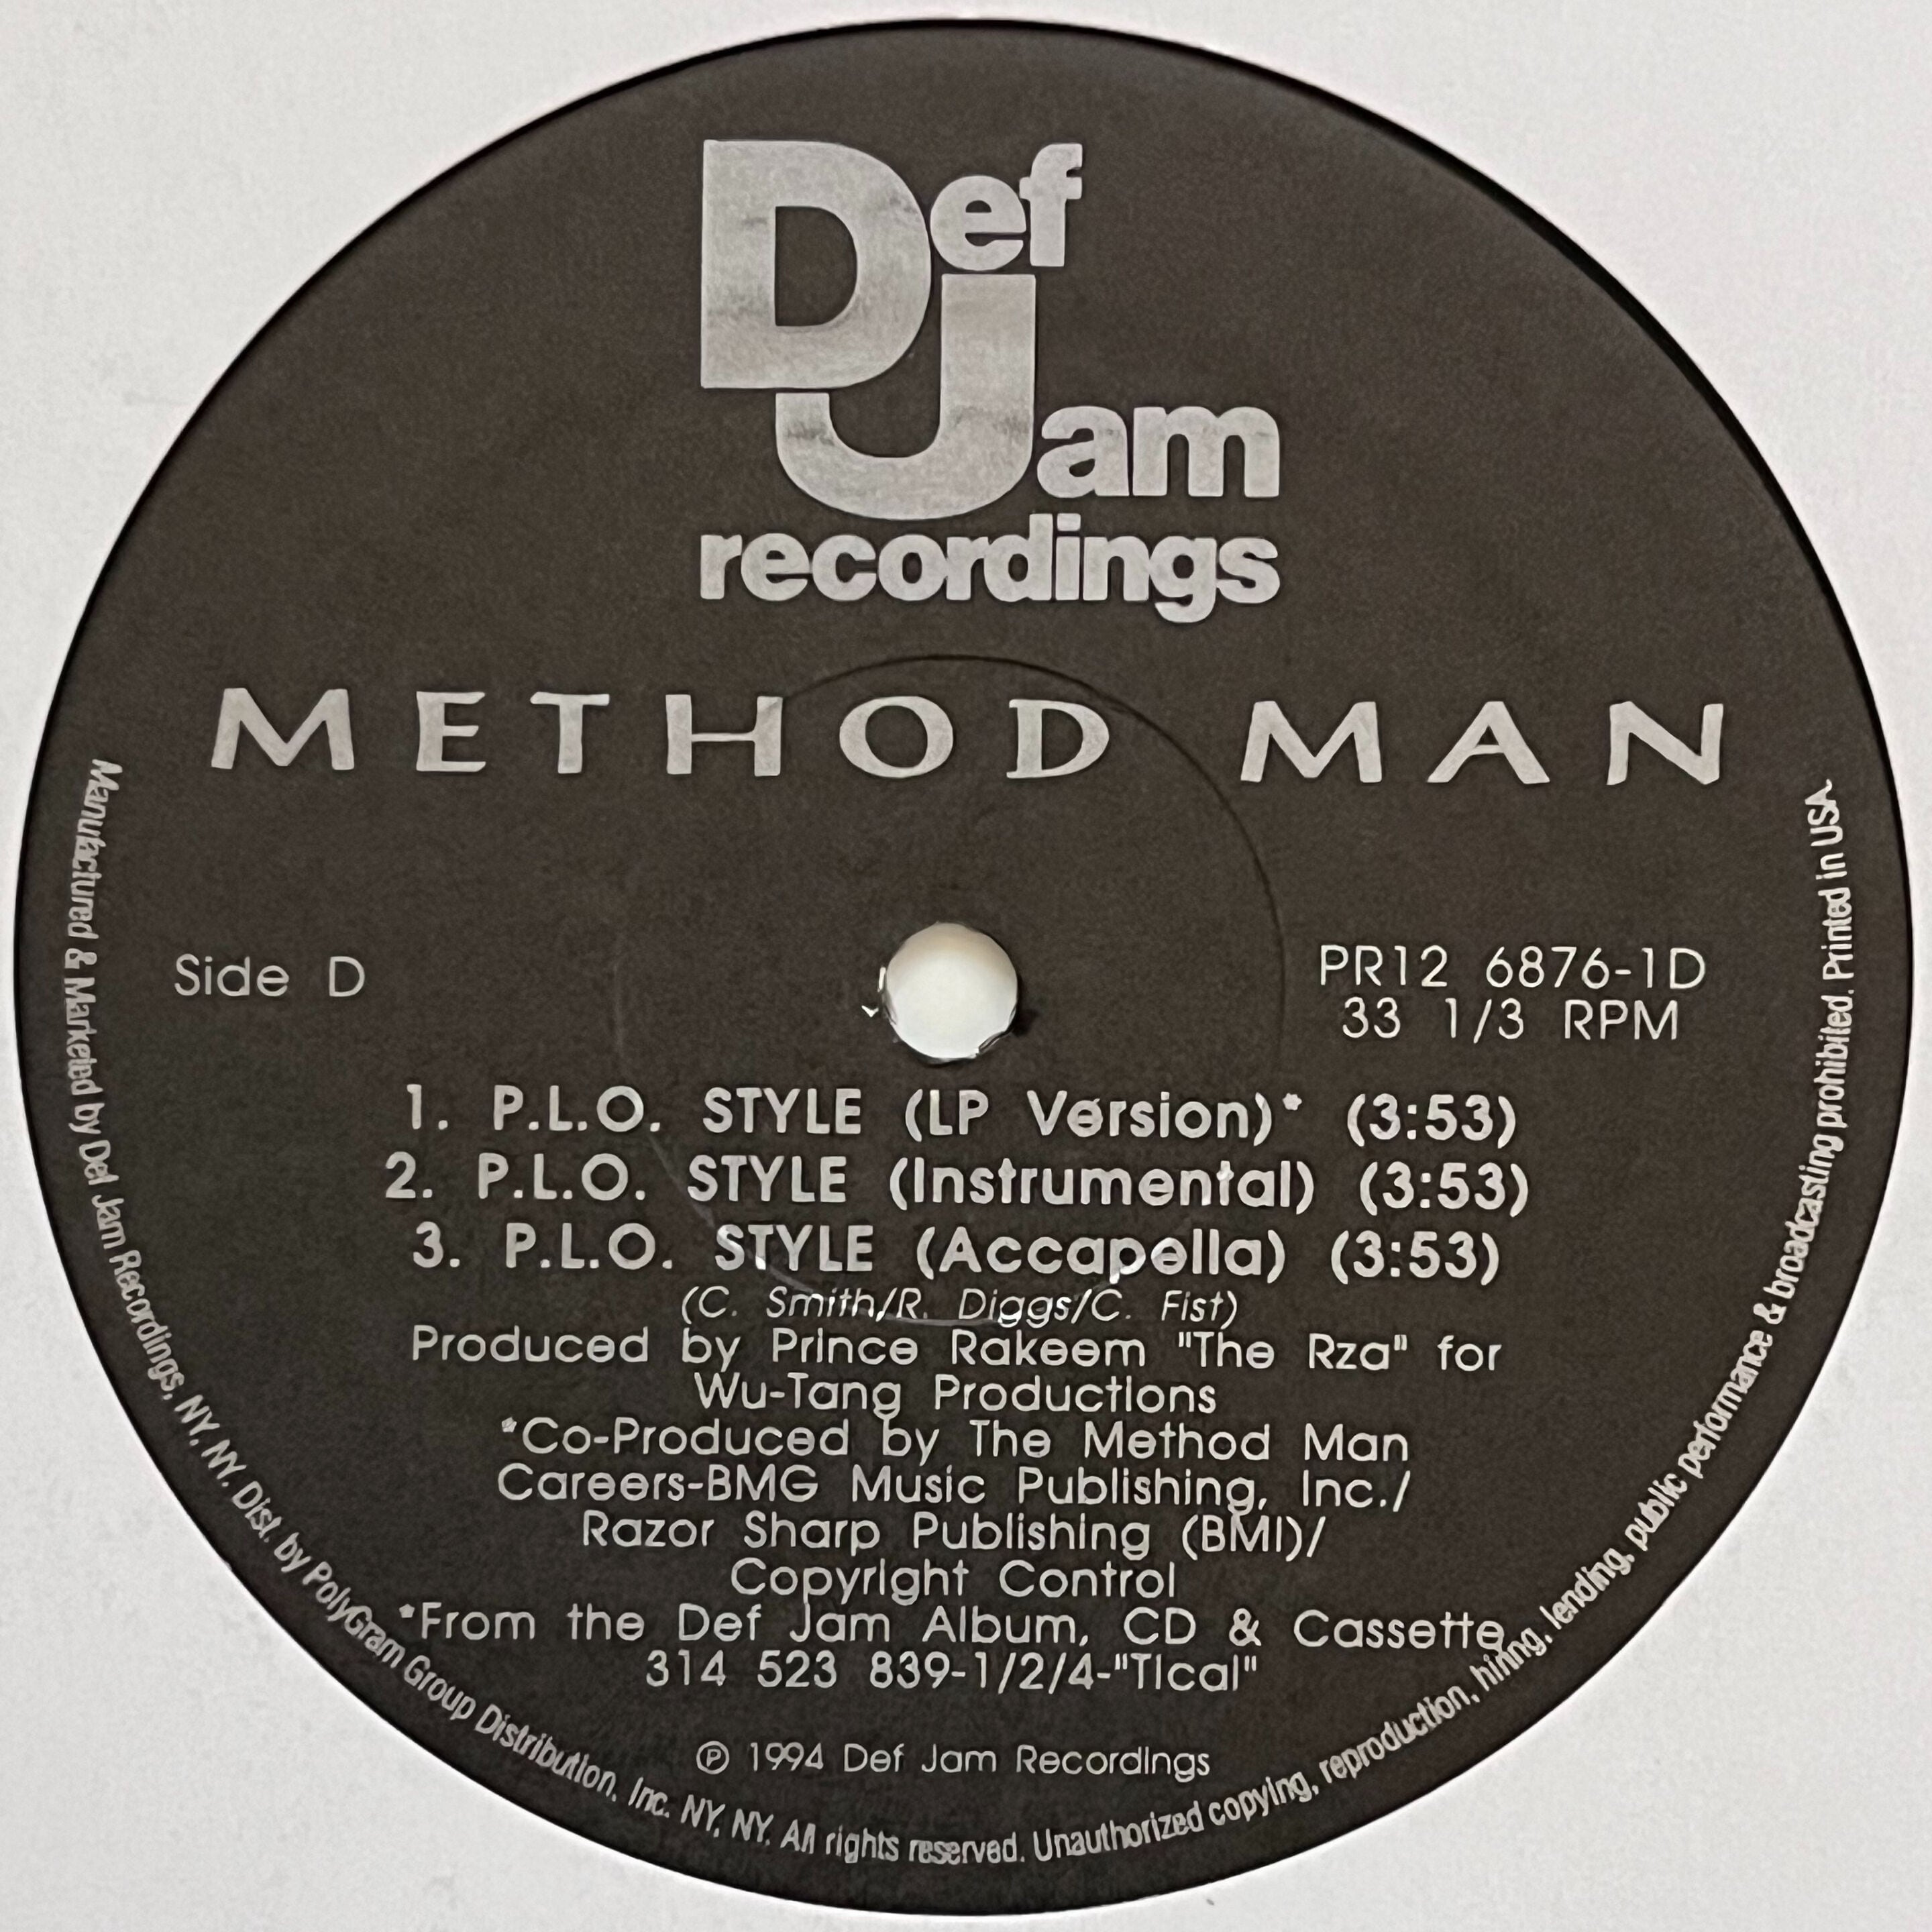 Def
Jam
recordings
METHOD MAN
Side D
PR12 6876-1D
33 1/3 RPM
1. P.L.O. STYLE (LP Version)* (3:53)
2. P.L.O. STYLE (Instrumental) (3:53)
3. P.L.O. STYLE (Accapella) (3:53)
(C. Smith/R. Diggs/C. Fist)
Produced by Prince Rakeem "The Rza" for
Wu-Tang Productions
*Co-Produced by The Method Man
Careers-BMG Music Publishing, Inc./
Razor Sharp Publishing (BMI)/
Copyright Control
*From the Def Jam Album, CD & Cassette
314 523 839-1/2/4-"Tical"
℗ 1994 Def Jam Recordings
Manufactured & Marketed by Def Jam Recordings, NY, NY. Dist. by PolyGram Group Distribution, Inc. NY, NY. All rights reserved. Unauthorized copying, reproduction, hiring, lending, public performance & broadcasting prohibited. Printed in USA